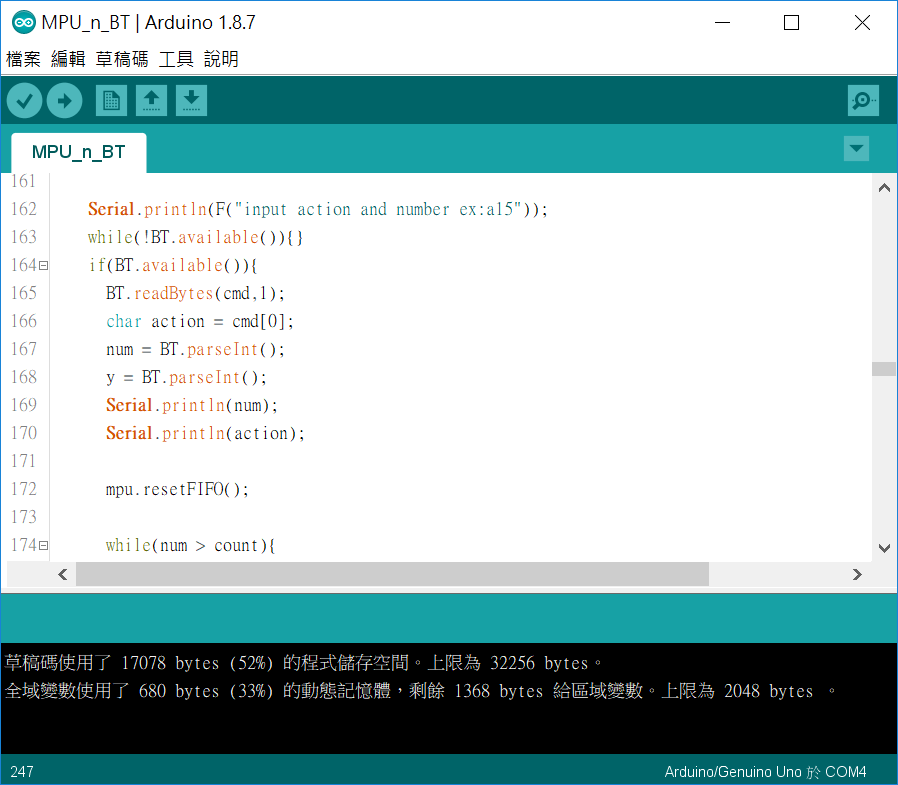 MPU_n_BT | Arduino 1.8.7
檔案 編輯 草稿碼 工具 說明
MPU_n_BT
161
162 Serial.println(F("input action and number ex:a15"));
163 while(!BT.available()){}
164 if(BT.available()){
165 BT.readBytes(cmd,1);
166 char action = cmd[0];
167 num = BT.parseInt();
168 y = BT.parseInt();
169 Serial.println(num);
170 Serial.println(action);
171
172 mpu.resetFIFO();
173
174 while(num > count){
草稿碼使用了 17078 bytes (52%) 的程式儲存空間。上限為 32256 bytes。
全域變數使用了 680 bytes (33%) 的動態記憶體，剩餘 1368 bytes 給區域變數。上限為 2048 bytes 。
247 Arduino/Genuino Uno 於 COM4